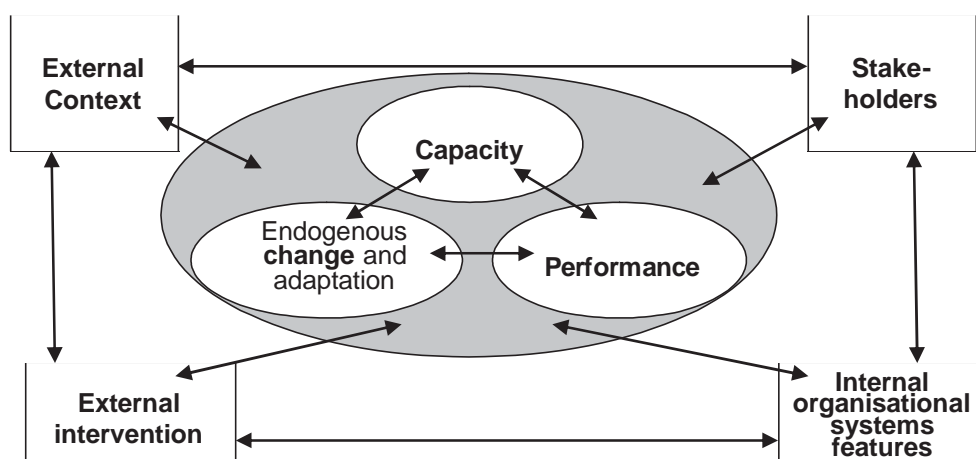 External
Context
Stake-
holders
Capacity
Endogenous
change and
adaptation
Performance
External
intervention
Internal
organisational
systems
features